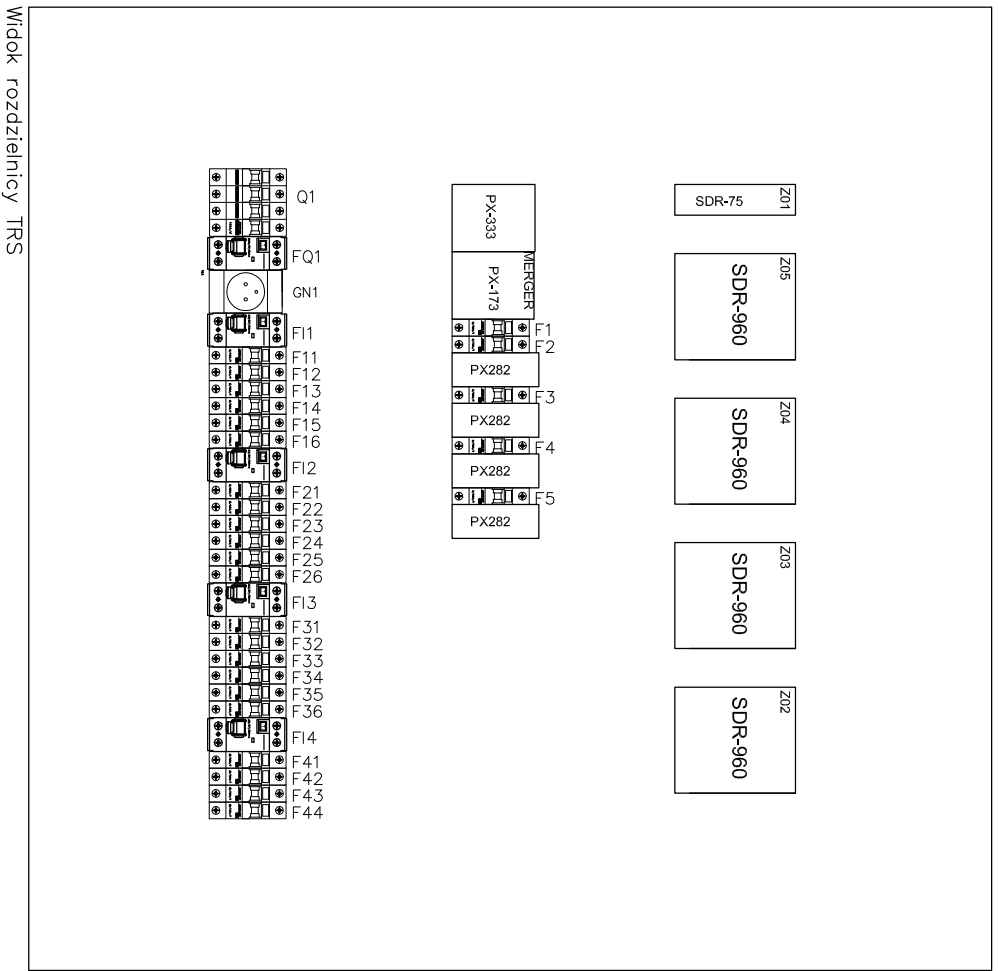 Widok rozdzielnicy TRS
Q1
FQ1
GN1
FI1
F11
F12
F13
F14
F15
F16
FI2
F21
F22
F23
F24
F25
F26
FI3
F31
F32
F33
F34
F35
F36
FI4
F41
F42
F43
F44
PX-333
MERGER
PX-173
F1
F2
PX282
F3
PX282
F4
PX282
F5
PX282
Z01
SDR-75
Z05
SDR-960
Z04
SDR-960
Z03
SDR-960
Z02
SDR-960